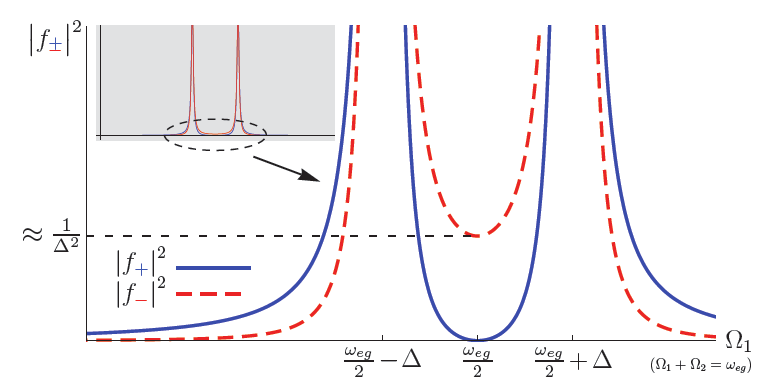 |f±|²
≈ 1/Δ²
|f₊|²
|f₋|²
ω_eg/2 − Δ
ω_eg/2
ω_eg/2 + Δ
Ω₁
(Ω₁ + Ω₂ = ω_eg)